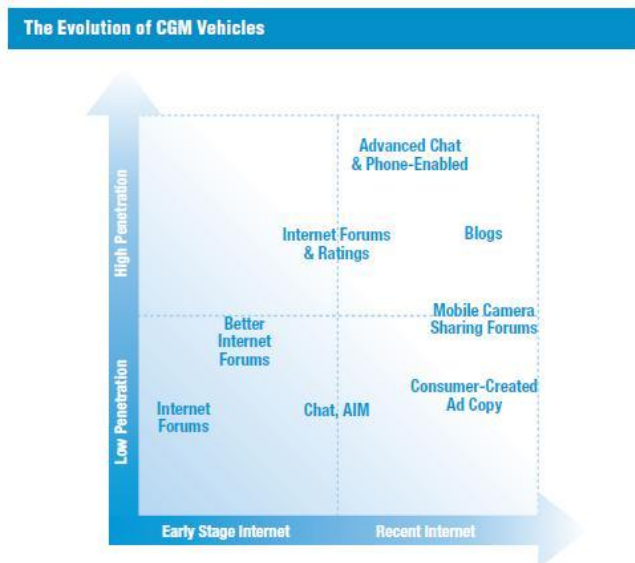 The Evolution of CGM Vehicles
Advanced Chat
& Phone-Enabled
High Penetration
Internet Forums
& Ratings
Blogs
Mobile Camera
Sharing Forums
Better
Internet
Forums
Consumer-Created
Ad Copy
Low Penetration
Internet
Forums
Chat, AIM
Early Stage Internet
Recent Internet